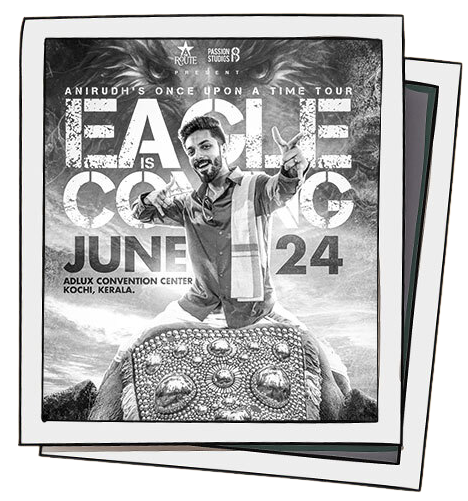 A
ROUTE
PASSION
STUDIOS
PRESENT
ANIRUDH'S ONCE UPON A TIME TOUR
EAGLE
IS
COMING
JUNE 24
ADLUX CONVENTION CENTER
KOCHI, KERALA.